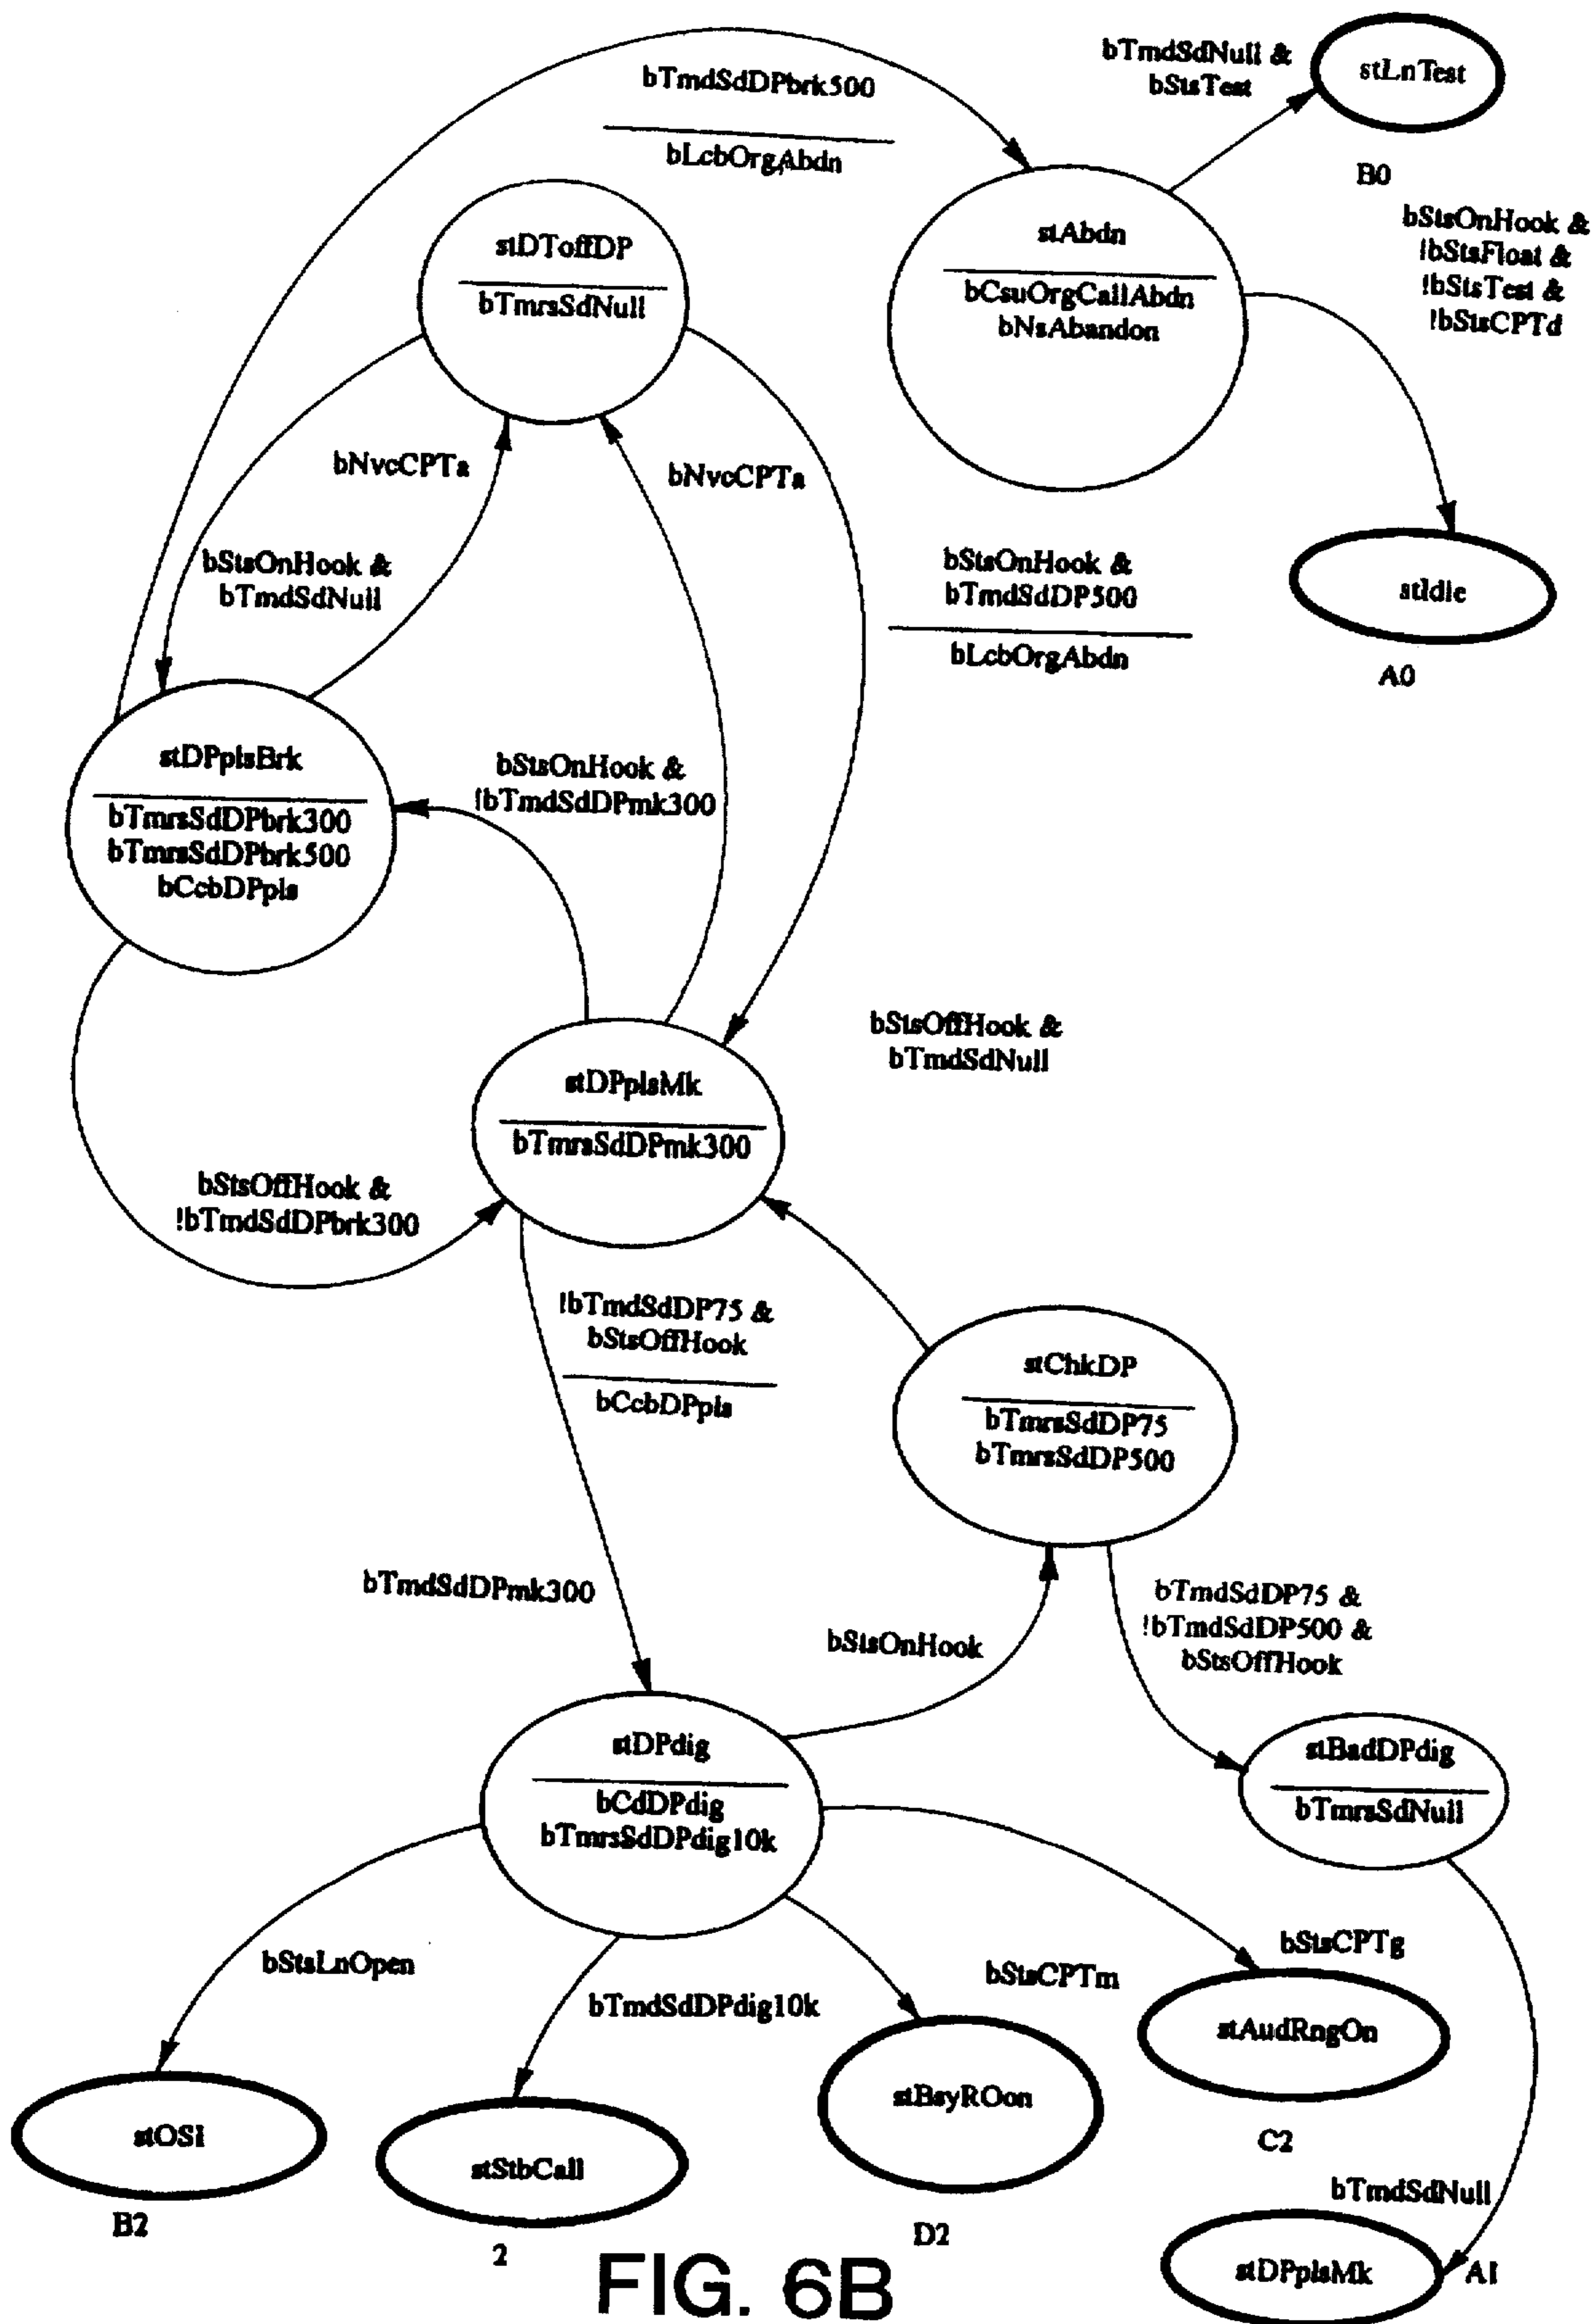 bTmdSdDPbrk500
bLcbOrgAbdn
bTmdSdNull &
bStsTest
stLnTest
B0
stAbdn
bCsuOrgCallAbdn
bNsAbandon
bStsOnHook &
!bStsFloat &
!bStsTest &
!bStsCPTd
stDToffDP
bTmrsSdNull
bNvcCPTa
bNvcCPTa
bStsOnHook &
bTmdSdNull
bStsOnHook &
bTmdSdDP500
bLcbOrgAbdn
stIdle
A0
stDPplsBrk
bTmrsSdDPbrk300
bTmrsSdDPbrk500
bCcbDPpls
bStsOnHook &
!bTmdSdDPmk300
bStsOffHook &
bTmdSdNull
stDPplsMk
bTmrsSdDPmk300
bStsOffHook &
!bTmdSdDPbrk300
!bTmdSdDP75 &
bStsOffHook
bCcbDPpls
stChkDP
bTmrsSdDP75
bTmrsSdDP500
bTmdSdDPmk300
bStsOnHook
bTmdSdDP75 &
!bTmdSdDP500 &
bStsOffHook
stDPdig
bCdDPdig
bTmrsSdDPdig10k
stBadDPdig
bTmrsSdNull
bStsLnOpen
bTmdSdDPdig10k
bStsCPTm
bStsCPTg
stOSI
B2
stStbCall
2
stBsyROon
D2
stAudRngOn
C2
bTmdSdNull
stDPplsMk
A1
FIG. 6B